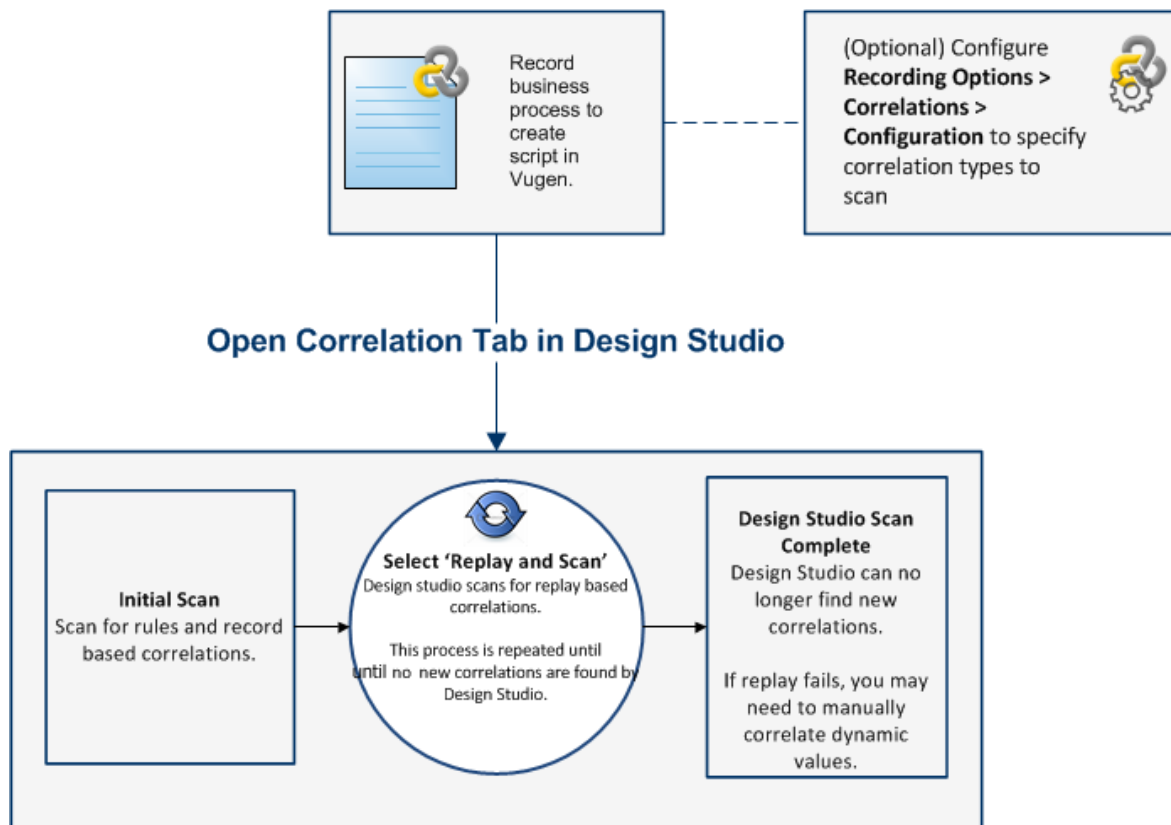 Record
business
process to
create
script in
Vugen.
(Optional) Configure
Recording Options >
Correlations >
Configuration to specify
correlation types to
scan
Open Correlation Tab in Design Studio
Initial Scan
Scan for rules and record
based correlations.
Select ‘Replay and Scan’
Design studio scans for replay based
correlations.
This process is repeated until
until no new correlations are found by
Design Studio.
Design Studio Scan
Complete
Design Studio can no
longer find new
correlations.
If replay fails, you may
need to manually
correlate dynamic
values.